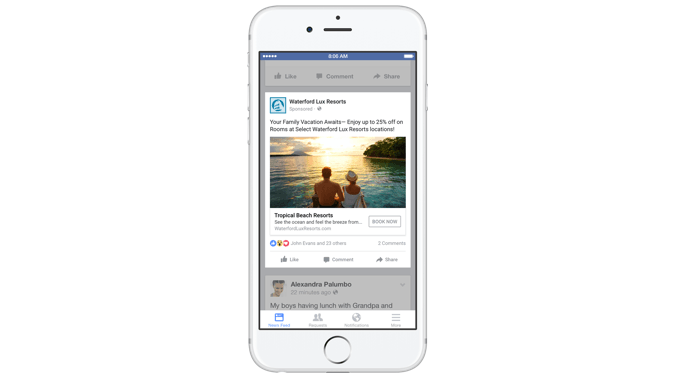 9:06 AM
Like Comment Share
Waterford Lux Resorts
Sponsored
Your Family Vacation Awaits— Enjoy up to 25% off on
Rooms at Select Waterford Lux Resorts locations!
Tropical Beach Resorts
See the ocean and feel the breeze from...
WaterfordLuxResorts.com
BOOK NOW
John Evans and 23 others 2 Comments
Like Comment Share
Alexandra Palumbo
32 minutes ago
My boys having lunch with Grandpa and
News Feed Requests Notifications More